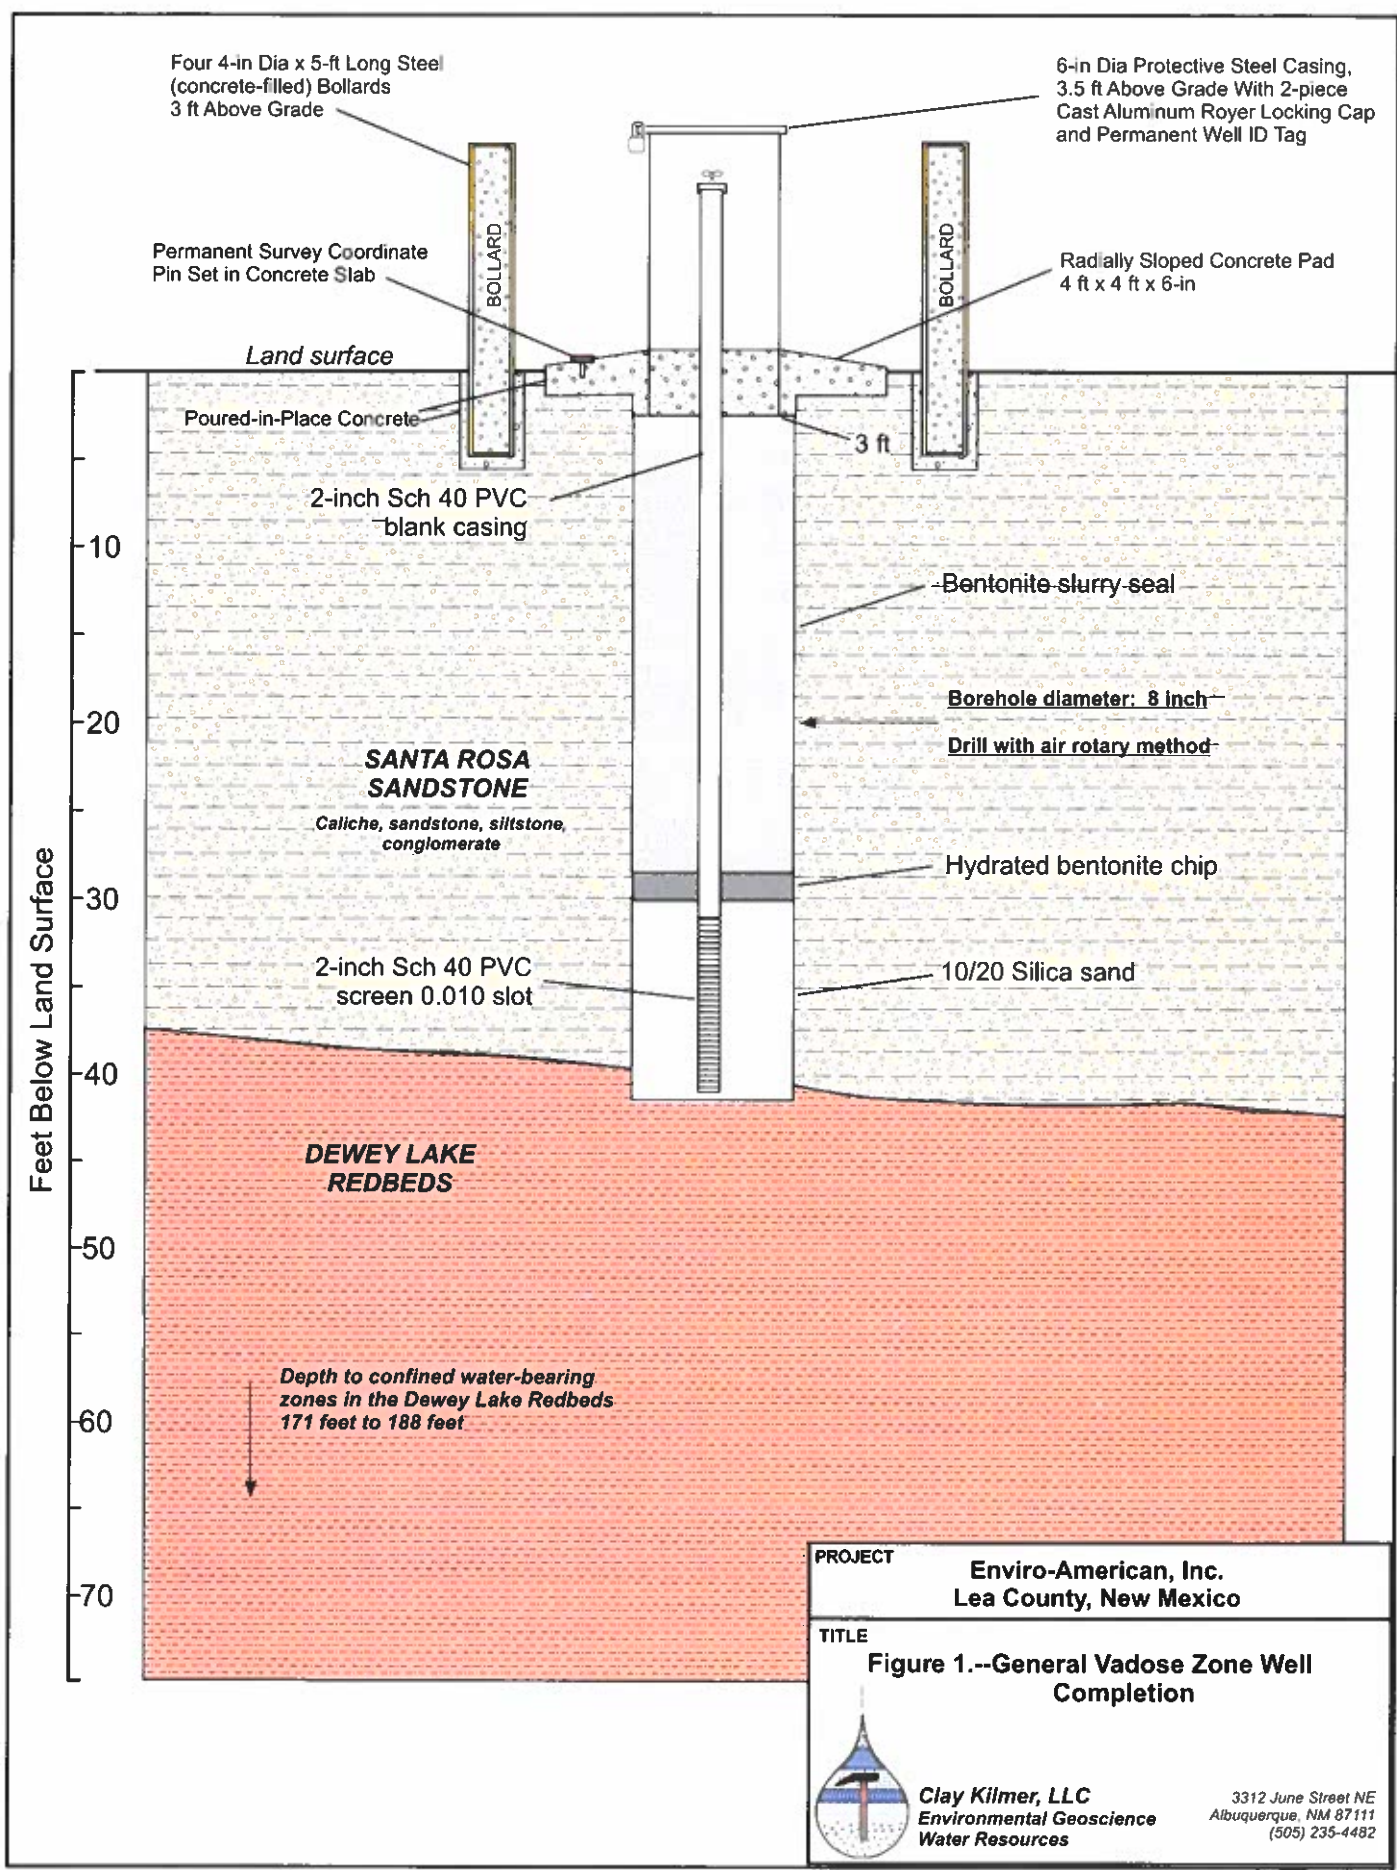 Four 4-in Dia x 5-ft Long Steel
(concrete-filled) Bollards
3 ft Above Grade
6-in Dia Protective Steel Casing,
3.5 ft Above Grade With 2-piece
Cast Aluminum Royer Locking Cap
and Permanent Well ID Tag
BOLLARD
BOLLARD
Permanent Survey Coordinate
Pin Set in Concrete Slab
Radially Sloped Concrete Pad
4 ft x 4 ft x 6-in
Land surface
Poured-in-Place Concrete
3 ft
2-inch Sch 40 PVC
blank casing
10
Bentonite slurry seal
Borehole diameter: 8 inch
Drill with air rotary method
20
SANTA ROSA
SANDSTONE
Caliche, sandstone, siltstone,
conglomerate
Hydrated bentonite chip
30
2-inch Sch 40 PVC
screen 0.010 slot
10/20 Silica sand
Feet Below Land Surface
40
DEWEY LAKE
REDBEDS
50
Depth to confined water-bearing
zones in the Dewey Lake Redbeds
171 feet to 188 feet
60
70
PROJECT
Enviro-American, Inc.
Lea County, New Mexico
TITLE
Figure 1.--General Vadose Zone Well
Completion
Clay Kilmer, LLC
Environmental Geoscience
Water Resources
3312 June Street NE
Albuquerque, NM 87111
(505) 235-4482